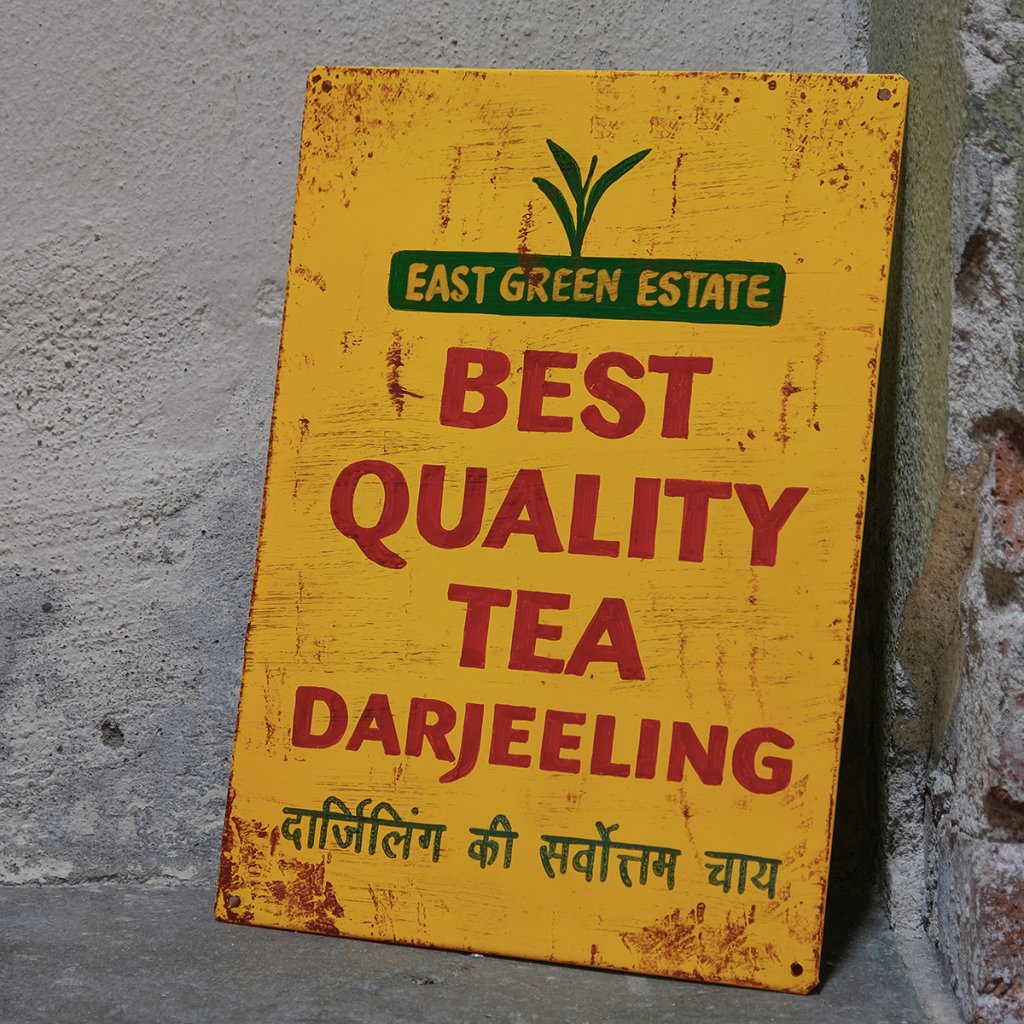 EAST GREEN ESTATE
BEST
QUALITY
TEA
DARJEELING
दार्जिलिंग की सर्वोत्तम चाय